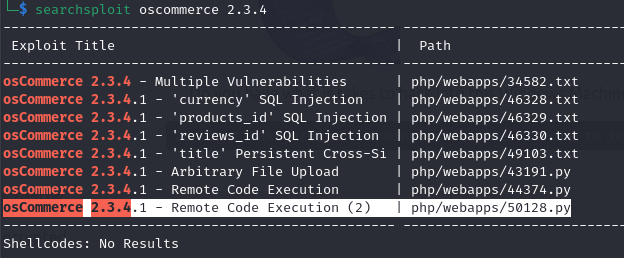 $ searchsploit oscommerce 2.3.4
Exploit Title | Path
osCommerce 2.3.4 - Multiple Vulnerabilities | php/webapps/34582.txt
osCommerce 2.3.4.1 - 'currency' SQL Injection | php/webapps/46328.txt
osCommerce 2.3.4.1 - 'products_id' SQL Injection | php/webapps/46329.txt
osCommerce 2.3.4.1 - 'reviews_id' SQL Injection | php/webapps/46330.txt
osCommerce 2.3.4.1 - 'title' Persistent Cross-Si | php/webapps/49103.txt
osCommerce 2.3.4.1 - Arbitrary File Upload | php/webapps/43191.py
osCommerce 2.3.4.1 - Remote Code Execution | php/webapps/44374.py
osCommerce 2.3.4.1 - Remote Code Execution (2) | php/webapps/50128.py
Shellcodes: No Results